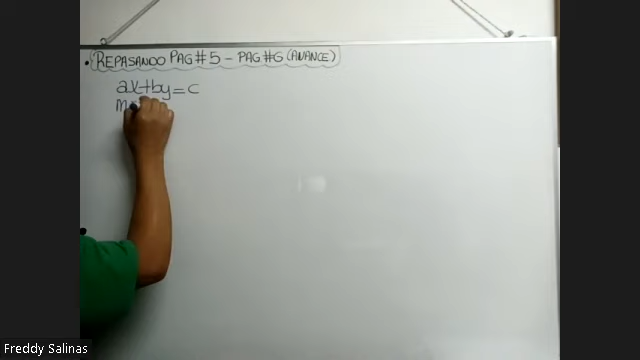 • REPASANDO PAG #5 - PAG #6 (AVANCE)
ax+by=c
m
Freddy Salinas